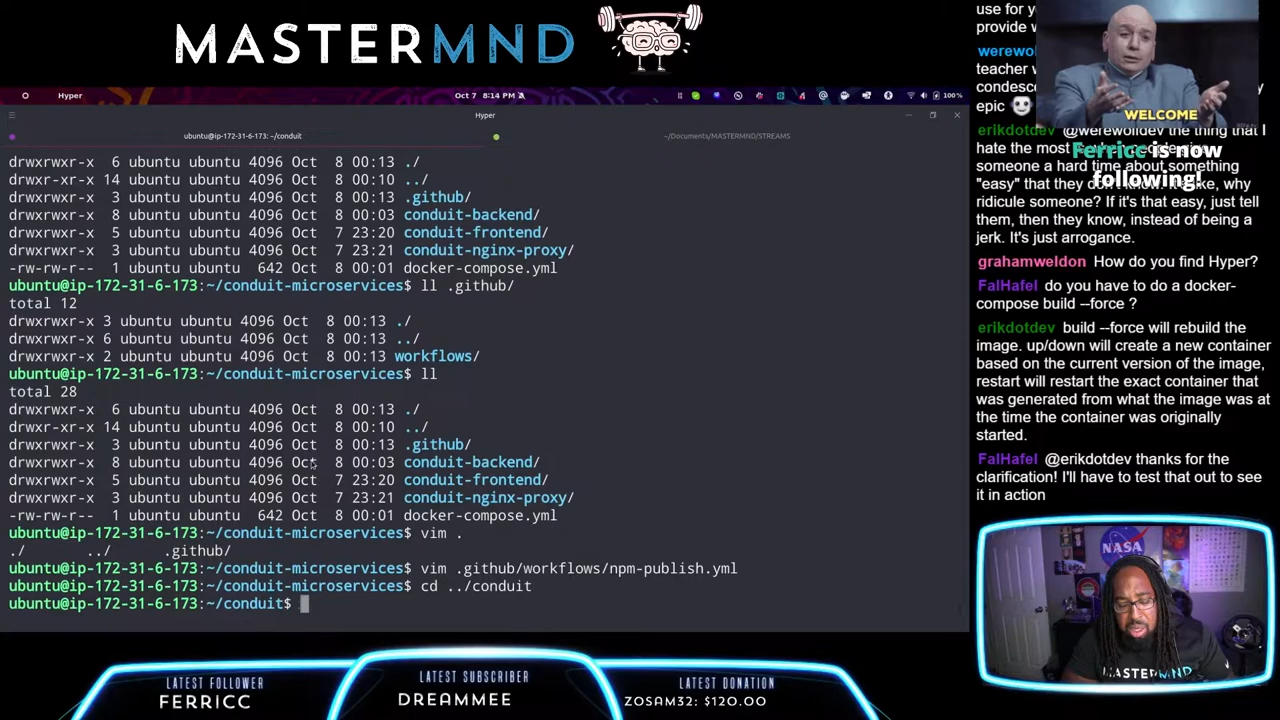 MASTERMND
Hyper
Oct 7 8:14 PM
100%
Hyper
ubuntu@ip-172-31-6-173: ~/conduit
~/Documents/MASTERMND/STREAMS
drwxrwxr-x 6 ubuntu ubuntu 4096 Oct 8 00:13 ./
drwxr-xr-x 14 ubuntu ubuntu 4096 Oct 8 00:10 ../
drwxrwxr-x 3 ubuntu ubuntu 4096 Oct 8 00:13 .github/
drwxrwxr-x 8 ubuntu ubuntu 4096 Oct 8 00:03 conduit-backend/
drwxrwxr-x 5 ubuntu ubuntu 4096 Oct 7 23:20 conduit-frontend/
drwxrwxr-x 3 ubuntu ubuntu 4096 Oct 7 23:21 conduit-nginx-proxy/
-rw-rw-r-- 1 ubuntu ubuntu 642 Oct 8 00:01 docker-compose.yml
ubuntu@ip-172-31-6-173:~/conduit-microservices$ ll .github/
total 12
drwxrwxr-x 3 ubuntu ubuntu 4096 Oct 8 00:13 ./
drwxrwxr-x 6 ubuntu ubuntu 4096 Oct 8 00:13 ../
drwxrwxr-x 2 ubuntu ubuntu 4096 Oct 8 00:13 workflows/
ubuntu@ip-172-31-6-173:~/conduit-microservices$ ll
total 28
drwxrwxr-x 6 ubuntu ubuntu 4096 Oct 8 00:13 ./
drwxr-xr-x 14 ubuntu ubuntu 4096 Oct 8 00:10 ../
drwxrwxr-x 3 ubuntu ubuntu 4096 Oct 8 00:13 .github/
drwxrwxr-x 8 ubuntu ubuntu 4096 Oct 8 00:03 conduit-backend/
drwxrwxr-x 5 ubuntu ubuntu 4096 Oct 7 23:20 conduit-frontend/
drwxrwxr-x 3 ubuntu ubuntu 4096 Oct 7 23:21 conduit-nginx-proxy/
-rw-rw-r-- 1 ubuntu ubuntu 642 Oct 8 00:01 docker-compose.yml
ubuntu@ip-172-31-6-173:~/conduit-microservices$ vim .
./ ../ .github/
ubuntu@ip-172-31-6-173:~/conduit-microservices$ vim .github/workflows/npm-publish.yml
ubuntu@ip-172-31-6-173:~/conduit-microservices$ cd ../conduit
ubuntu@ip-172-31-6-173:~/conduit$
use for
provide
teacher
epic
WELCOME
Ferricc is now
following!
erikdotdev @werewolfdev the thing that I
hate the most
someone a hard time about something
"easy" that they don't know. why
ridicule someone? If it's that easy, just tell
them, then they know, instead of being a
jerk. It's just arrogance.
grahamweldon How do you find Hyper?
FalHafel do you have to do a docker-
compose build --force ?
erikdotdev build --force will rebuild the
image. up/down will create a new container
based on the current version of the image,
restart will restart the exact container that
was generated from what the image was at
the time the container was originally
started.
FalHafel @erikdotdev thanks for the
clarification! I'll have to test that out to see
it in action
NASA
MASTERMND
LATEST FOLLOWER
FERRICC
LATEST SUBSCRIBER
DREAMMEE
LATEST DONATION
ZOSAM32: $120.00